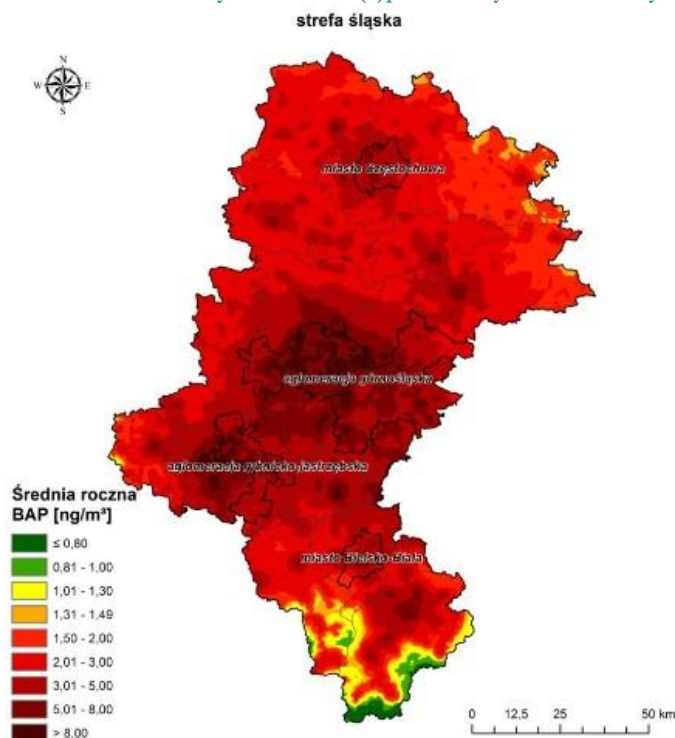 strefa śląska
N
W E
S
miasto Częstochowa
aglomeracja górnośląska
aglomeracja rybnicko-jastrzębska
miasto Bielsko-Biała
Średnia roczna
BAP [ng/m³]
≤ 0,80
0,81 - 1,00
1,01 - 1,30
1,31 - 1,49
1,50 - 2,00
2,01 - 3,00
3,01 - 5,00
5,01 - 8,00
> 8,00
0 12,5 25 50 km